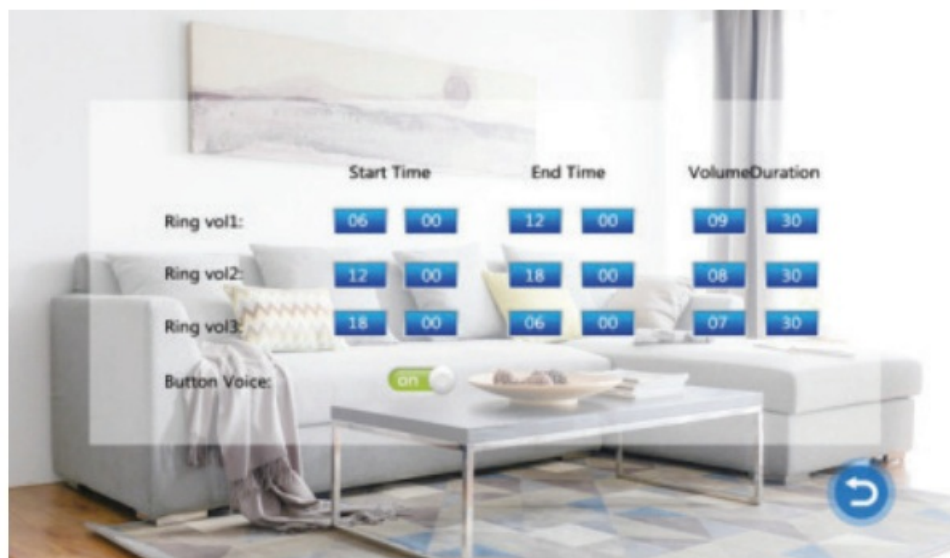 Start Time End Time VolumeDuration
Ring vol1: 06 00 12 00 09 30
Ring vol2: 12 00 18 00 08 30
Ring vol3: 18 00 06 00 07 30
Button Voice: on